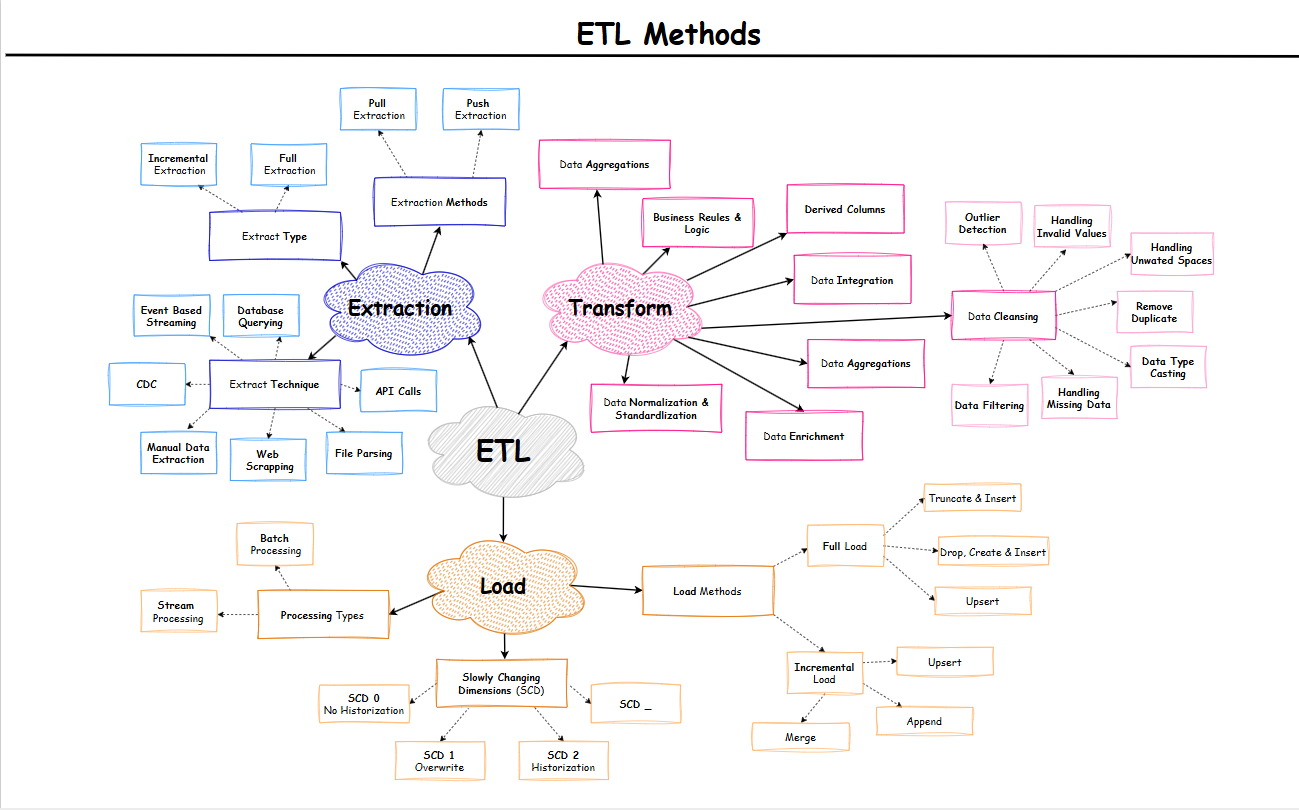 ETL Methods
Pull
Extraction
Push
Extraction
Incremental
Extraction
Full
Extraction
Extraction Methods
Extract Type
Extraction
Event Based
Streaming
Database
Querying
CDC
Extract Technique
API Calls
Manual Data
Extraction
Web
Scrapping
File Parsing
Data Aggregations
Business Reules &
Logic
Derived Columns
Data Integration
Transform
Data Aggregations
Data Normalization &
Standardlization
Data Enrichment
Outlier
Detection
Handling
Invalid Values
Handling
Unwated Spaces
Data Cleansing
Remove
Duplicate
Data Type
Casting
Data Filtering
Handling
Missing Data
ETL
Batch
Processing
Stream
Processing
Processing Types
Load
Load Methods
Full Load
Truncate & Insert
Drop, Create & Insert
Upsert
Incremental
Load
Upsert
Append
Merge
Slowly Changing
Dimensions (SCD)
SCD 0
No Historization
SCD _
SCD 1
Overwrite
SCD 2
Historization